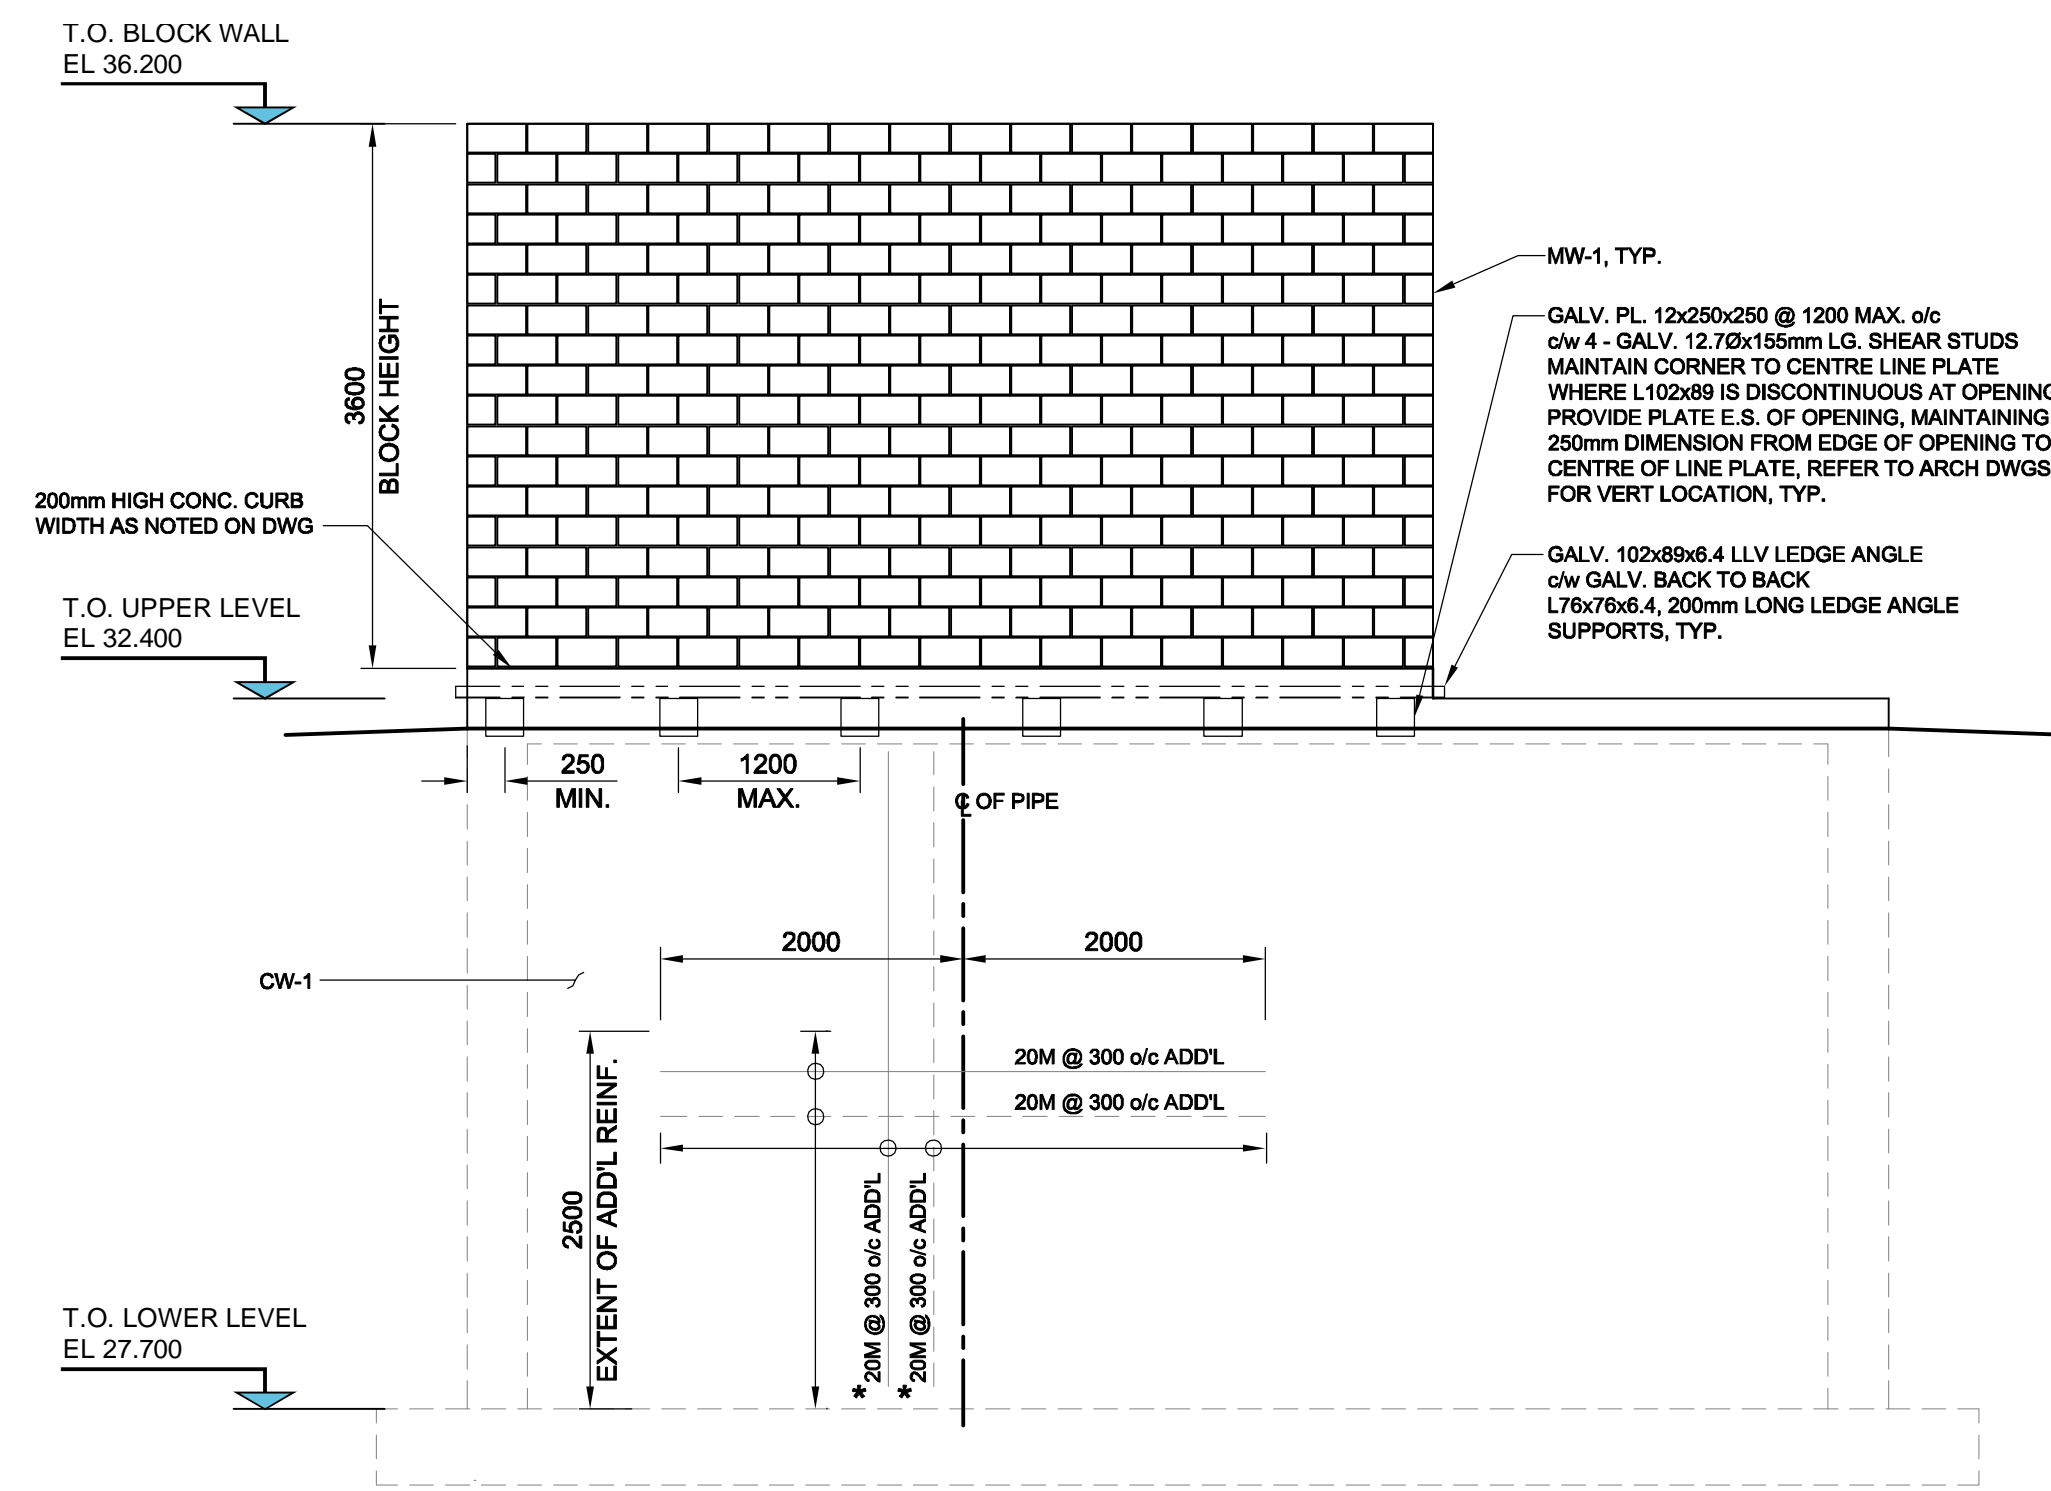 T.O. BLOCK WALL
EL 36.200
3600
BLOCK HEIGHT
MW-1, TYP.
GALV. PL. 12x250x250 @ 1200 MAX. o/c
c/w 4 - GALV. 12.7Øx155mm LG. SHEAR STUDS
MAINTAIN CORNER TO CENTRE LINE PLATE
WHERE L102x89 IS DISCONTINUOUS AT OPENING
PROVIDE PLATE E.S. OF OPENING, MAINTAINING
250mm DIMENSION FROM EDGE OF OPENING TO
CENTRE OF LINE PLATE, REFER TO ARCH DWGS
FOR VERT LOCATION, TYP.
200mm HIGH CONC. CURB
WIDTH AS NOTED ON DWG
GALV. 102x89x6.4 LLV LEDGE ANGLE
c/w GALV. BACK TO BACK
L76x76x6.4, 200mm LONG LEDGE ANGLE
SUPPORTS, TYP.
T.O. UPPER LEVEL
EL 32.400
250
MIN.
1200
MAX.
℄ OF PIPE
2000
2000
CW-1
20M @ 300 o/c ADD'L
20M @ 300 o/c ADD'L
2500
EXTENT OF ADD'L REINF.
*20M @ 300 o/c ADD'L
*20M @ 300 o/c ADD'L
T.O. LOWER LEVEL
EL 27.700